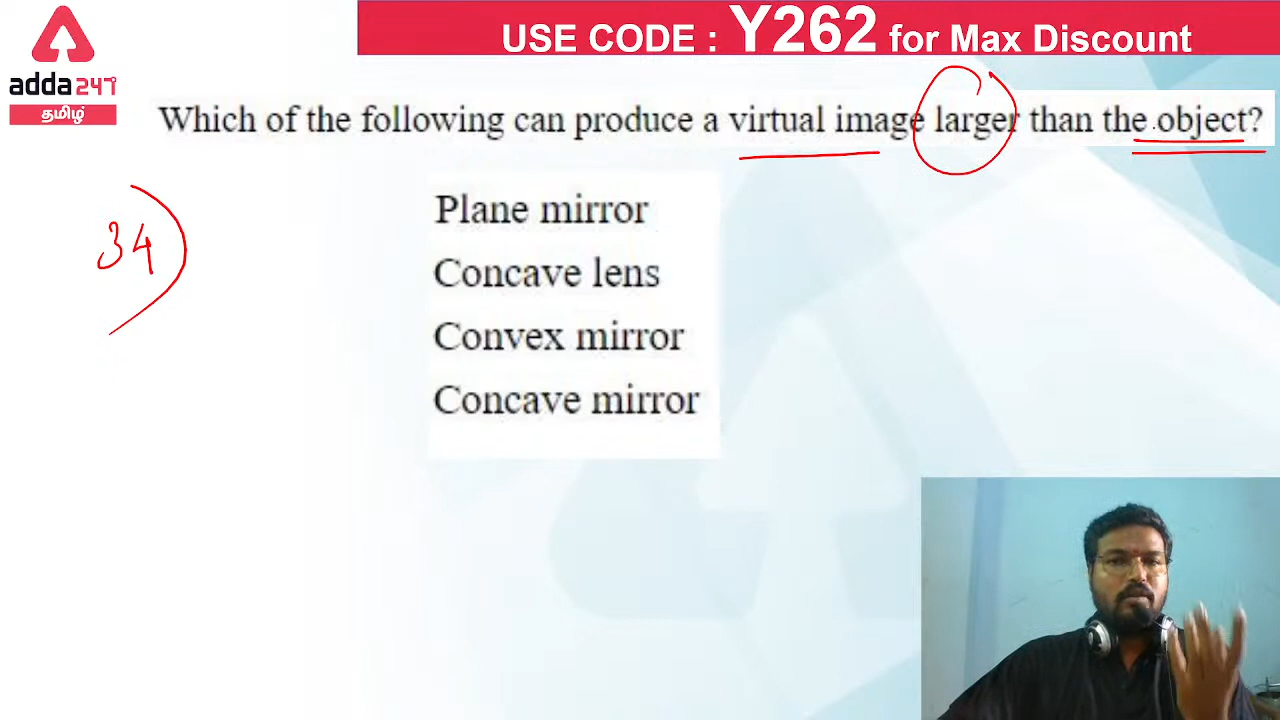 USE CODE : Y262 for Max Discount
adda247
தமிழ்
Which of the following can produce a virtual image larger than the object?
34
Plane mirror
Concave lens
Convex mirror
Concave mirror